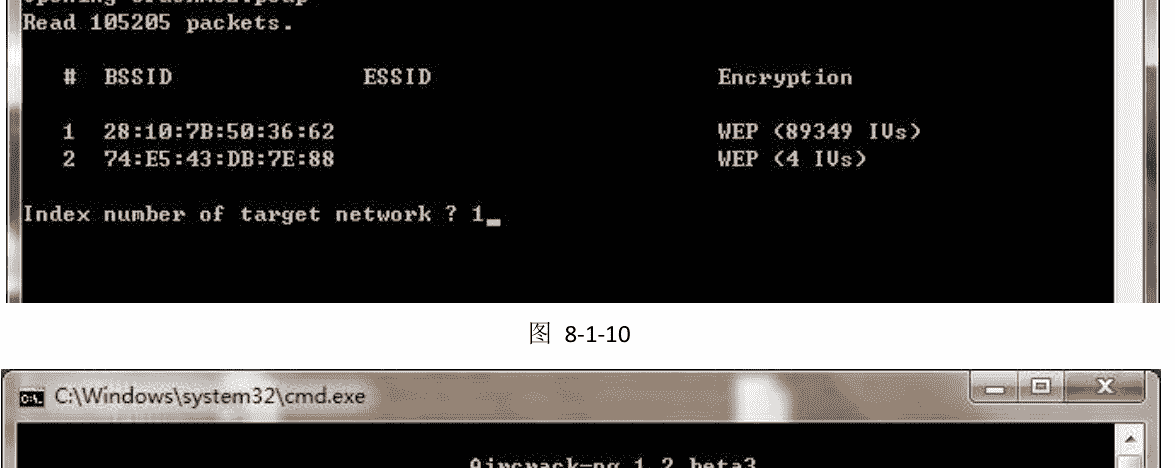 Read 105205 packets.
# BSSID ESSID Encryption
1 28:10:7B:50:36:62 WEP (89349 IVs)
2 74:E5:43:DB:7E:88 WEP (4 IVs)
Index number of target network ? 1_
图 8-1-10
C:\Windows\system32\cmd.exe
Aircrack-ng 1.2 beta3